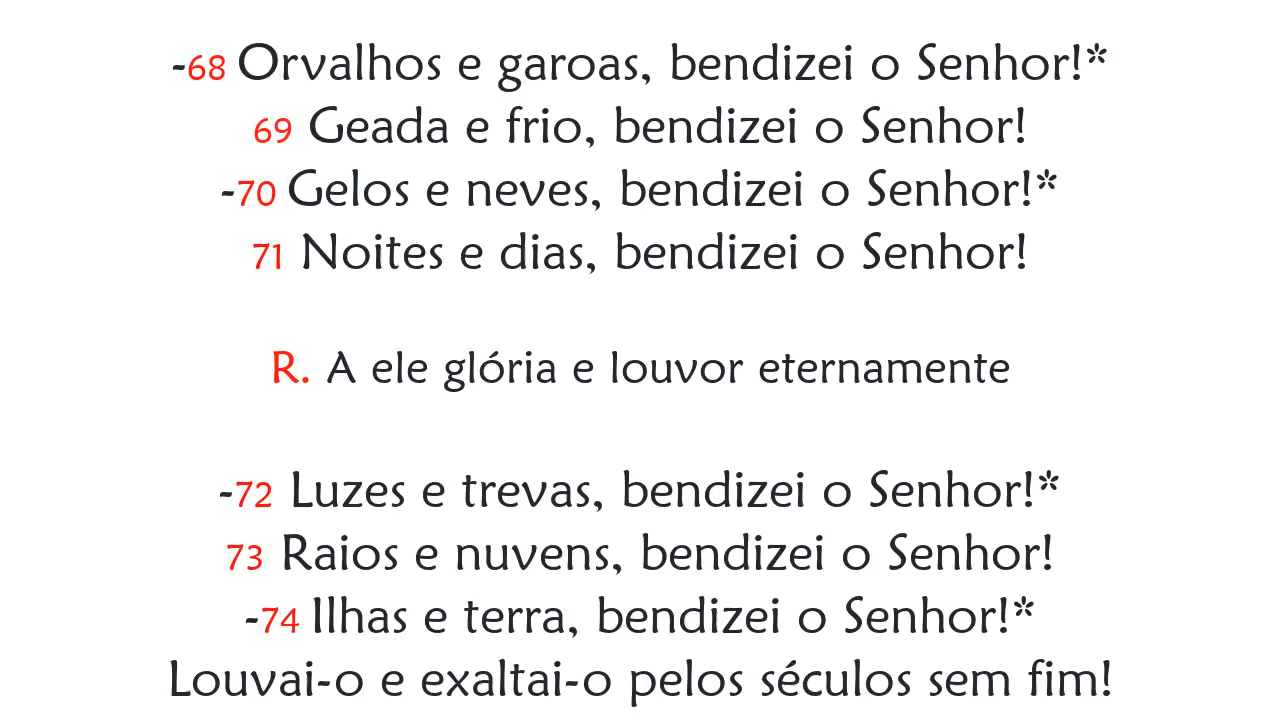 -68 Orvalhos e garoas, bendizei o Senhor!*
69 Geada e frio, bendizei o Senhor!
-70 Gelos e neves, bendizei o Senhor!*
71 Noites e dias, bendizei o Senhor!
R. A ele glória e louvor eternamente
-72 Luzes e trevas, bendizei o Senhor!*
73 Raios e nuvens, bendizei o Senhor!
-74 Ilhas e terra, bendizei o Senhor!*
Louvai-o e exaltai-o pelos séculos sem fim!